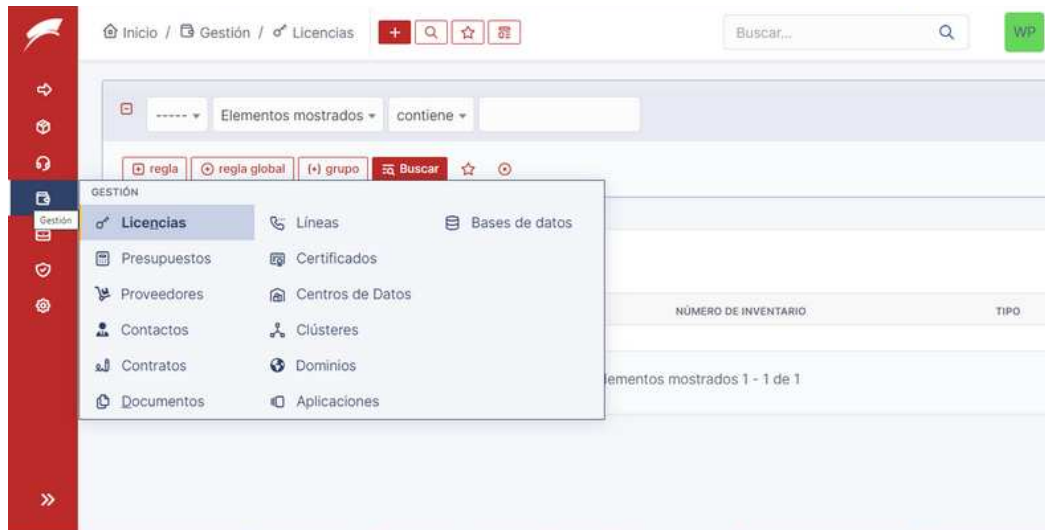 Inicio / Gestión / Licencias
Buscar...
WP
----- Elementos mostrados contiene
regla regla global (+) grupo Buscar
Gestión
GESTIÓN
Licencias Líneas Bases de datos
Presupuestos Certificados
Proveedores Centros de Datos
Contactos Clústeres
Contratos Dominios
Documentos Aplicaciones
NÚMERO DE INVENTARIO TIPO
lementos mostrados 1 - 1 de 1